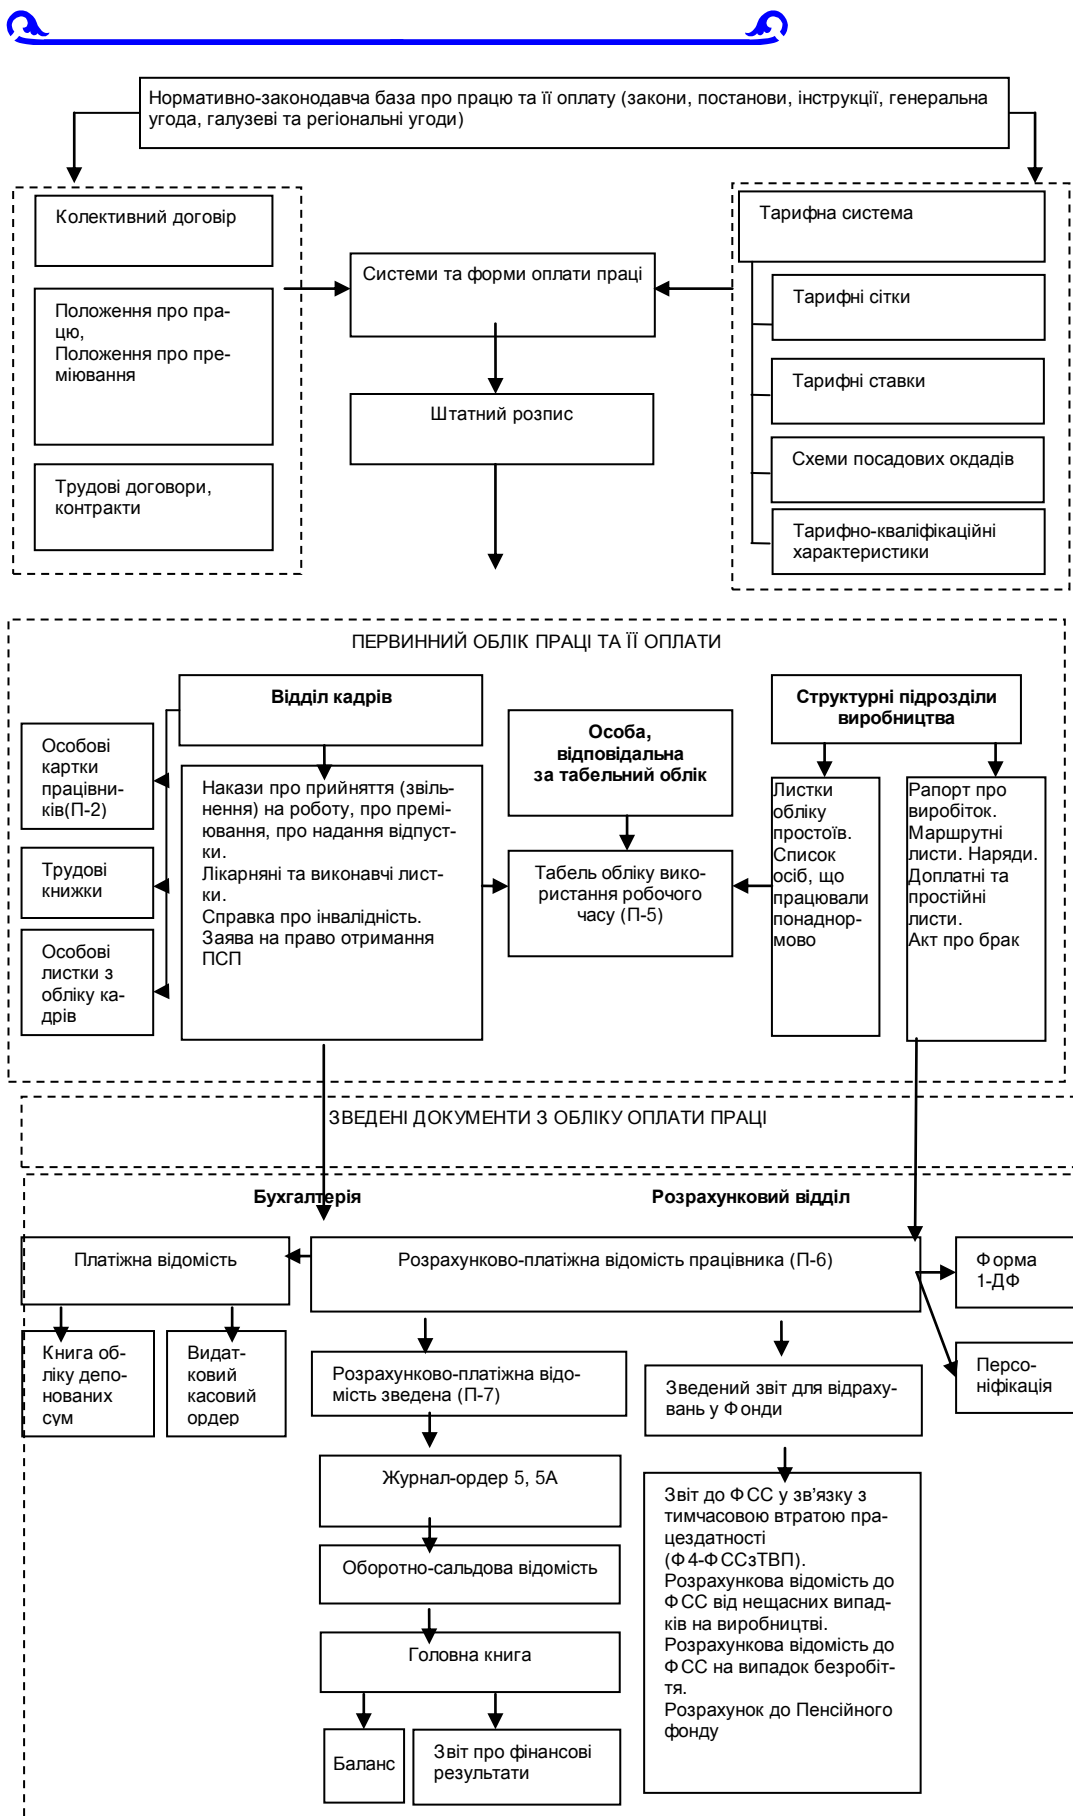 Нормативно-законодавча база про працю та її оплату (закони, постанови, інструкції, генеральна
угода, галузеві та регіональні угоди)
Колективний договір
Положення про пра-
цю,
Положення про пре-
міювання
Трудові договори,
контракти
Системи та форми оплати праці
Штатний розпис
Тарифна система
Тарифні сітки
Тарифні ставки
Схеми посадових окдадів
Тарифно-кваліфікаційні
характеристики
ПЕРВИННИЙ ОБЛІК ПРАЦІ ТА ЇЇ ОПЛАТИ
Відділ кадрів
Особові
картки
працівни-
ків(П-2)
Трудові
книжки
Особові
листки з
обліку ка-
дрів
Накази про прийняття (звіль-
нення) на роботу, про премі-
ювання, про надання відпуст-
ки.
Лікарняні та виконавчі лист-
ки.
Справка про інвалідність.
Заява на право отримання
ПСП
Особа,
відповідальна
за табельний облік
Табель обліку вико-
ристання робочого
часу (П-5)
Структурні підрозділи
виробництва
Листки
обліку
простоїв.
Список
осіб, що
працювали
понаднор-
мово
Рапорт про
виробіток.
Маршрутні
листи. Наряди.
Доплатні та
простійні
листи.
Акт про брак
ЗВЕДЕНІ ДОКУМЕНТИ З ОБЛІКУ ОПЛАТИ ПРАЦІ
Бухгалтерія
Розрахунковий відділ
Платіжна відомість
Розрахунково-платіжна відомість працівника (П-6)
Форма
1-ДФ
Книга об-
ліку депо-
нованих
сум
Видат-
ковий
касовий
ордер
Розрахунково-платіжна відо-
мість зведена (П-7)
Зведений звіт для відраху-
вань у Фонди
Персо-
ніфікація
Журнал-ордер 5, 5А
Оборотно-сальдова відомість
Головна книга
Баланс
Звіт про фінансові
результати
Звіт до ФСС у зв’язку з
тимчасовою втратою пра-
цездатності
(Ф4-ФССзТВП).
Розрахункова відомість до
ФСС від нещасних випад-
ків на виробництві.
Розрахункова відомість до
ФСС на випадок безробіт-
тя.
Розрахунок до Пенсійного
фонду